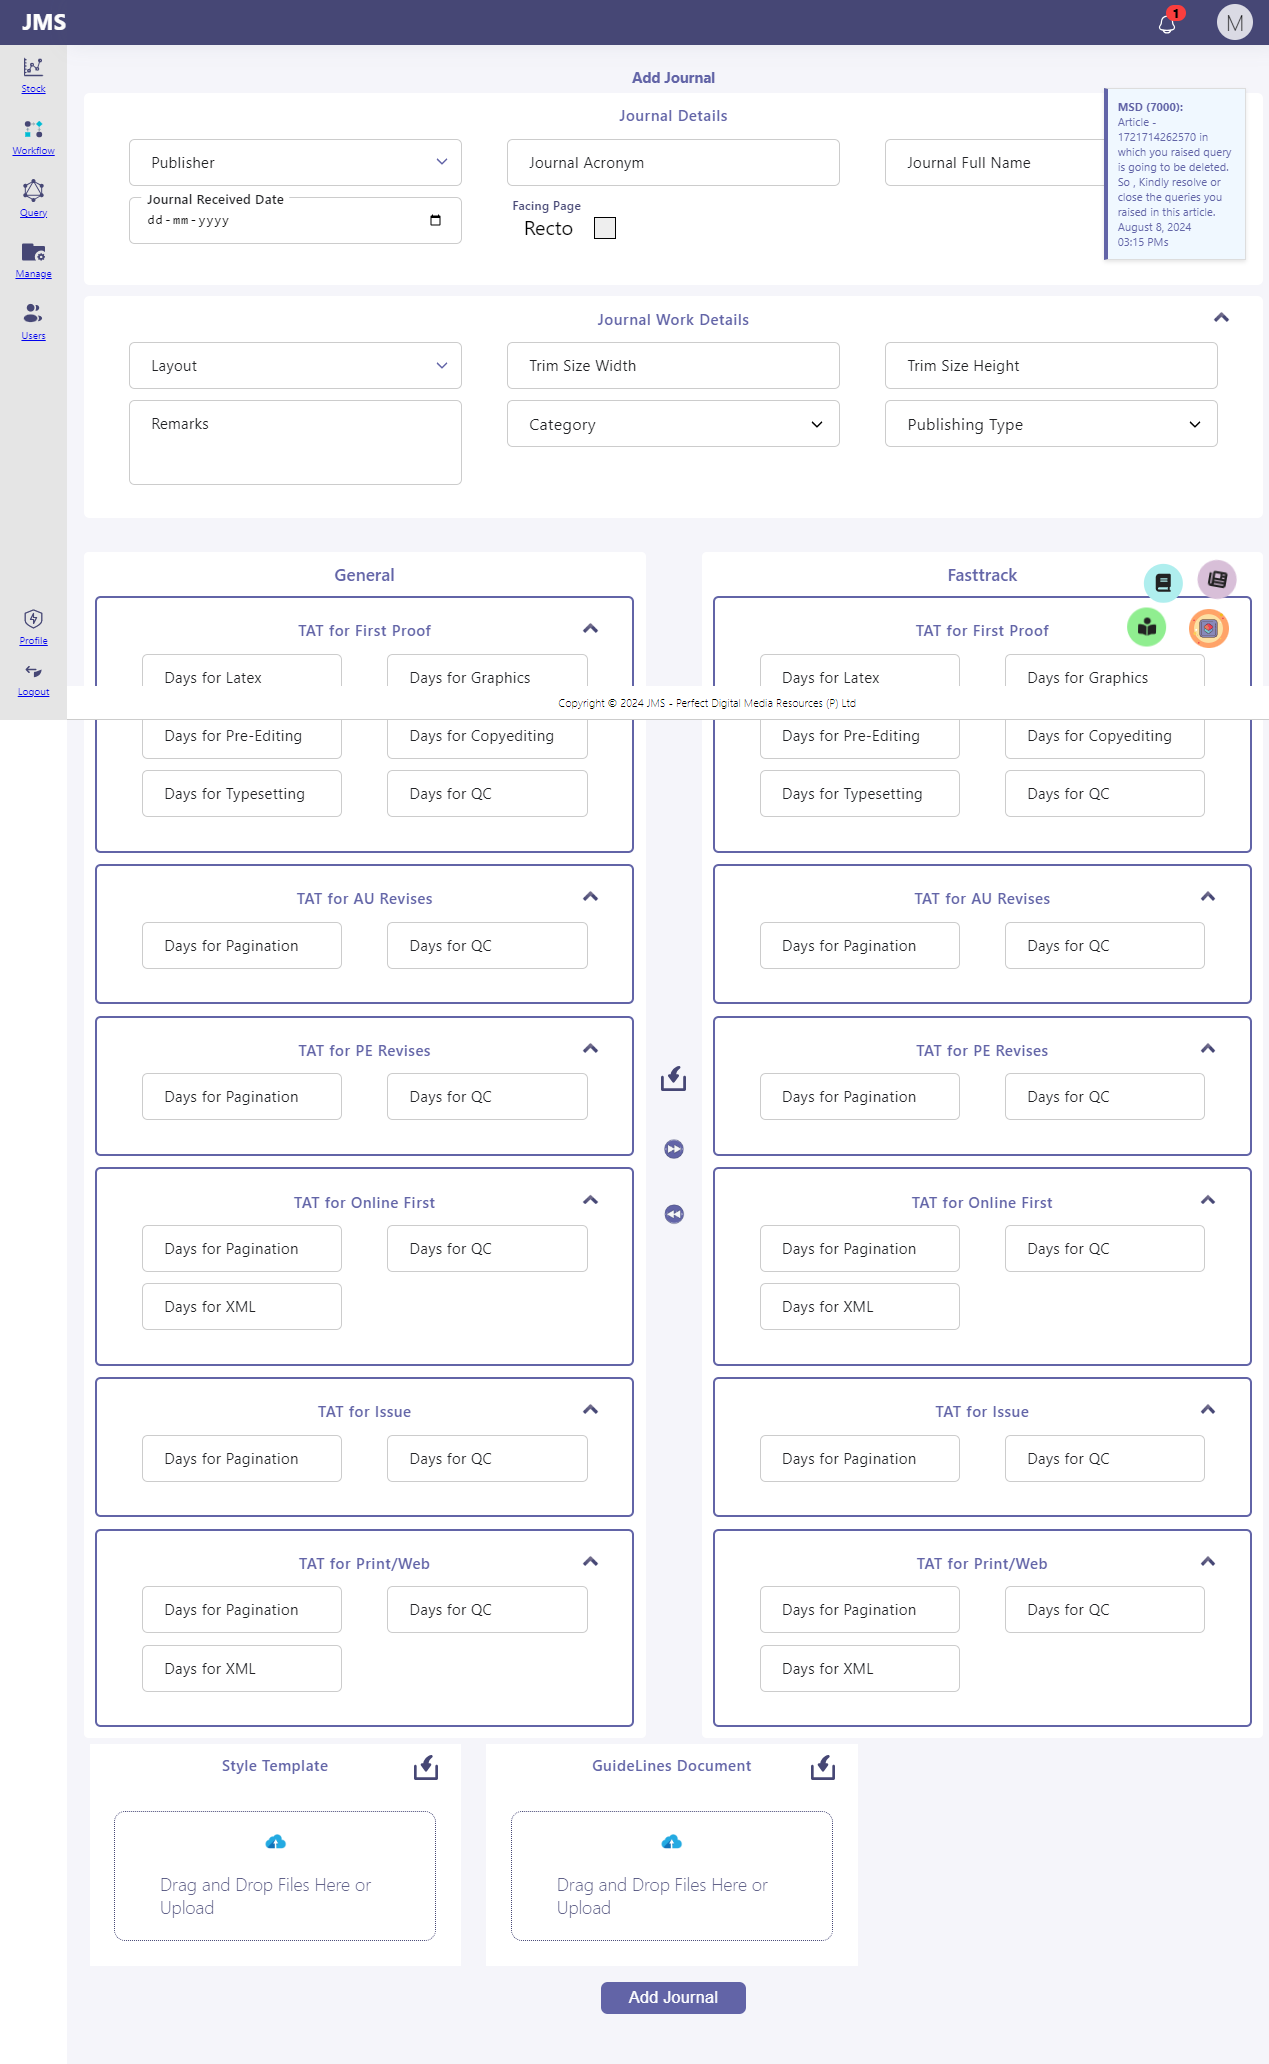 JMS
1
M
Stock
Workflow
Query
Manage
Users
Profile
Logout
Add Journal
Journal Details
Publisher
Journal Acronym
Journal Full Name
Journal Received Date
dd-mm-yyyy
Facing Page
Recto
MSD (7000):
Article -
1721714262570 in
which you raised query
is going to be deleted.
So , Kindly resolve or
close the queries you
raised in this article.
August 8, 2024
03:15 PMs
Journal Work Details
Layout
Trim Size Width
Trim Size Height
Remarks
Category
Publishing Type
General
TAT for First Proof
Days for Latex
Days for Graphics
Days for Pre-Editing
Days for Copyediting
Days for Typesetting
Days for QC
TAT for AU Revises
Days for Pagination
Days for QC
TAT for PE Revises
Days for Pagination
Days for QC
TAT for Online First
Days for Pagination
Days for QC
Days for XML
TAT for Issue
Days for Pagination
Days for QC
TAT for Print/Web
Days for Pagination
Days for QC
Days for XML
Fasttrack
TAT for First Proof
Days for Latex
Days for Graphics
Days for Pre-Editing
Days for Copyediting
Days for Typesetting
Days for QC
TAT for AU Revises
Days for Pagination
Days for QC
TAT for PE Revises
Days for Pagination
Days for QC
TAT for Online First
Days for Pagination
Days for QC
Days for XML
TAT for Issue
Days for Pagination
Days for QC
TAT for Print/Web
Days for Pagination
Days for QC
Days for XML
Copyright © 2024 JMS - Perfect Digital Media Resources (P) Ltd
Style Template
Drag and Drop Files Here or
Upload
GuideLines Document
Drag and Drop Files Here or
Upload
Add Journal